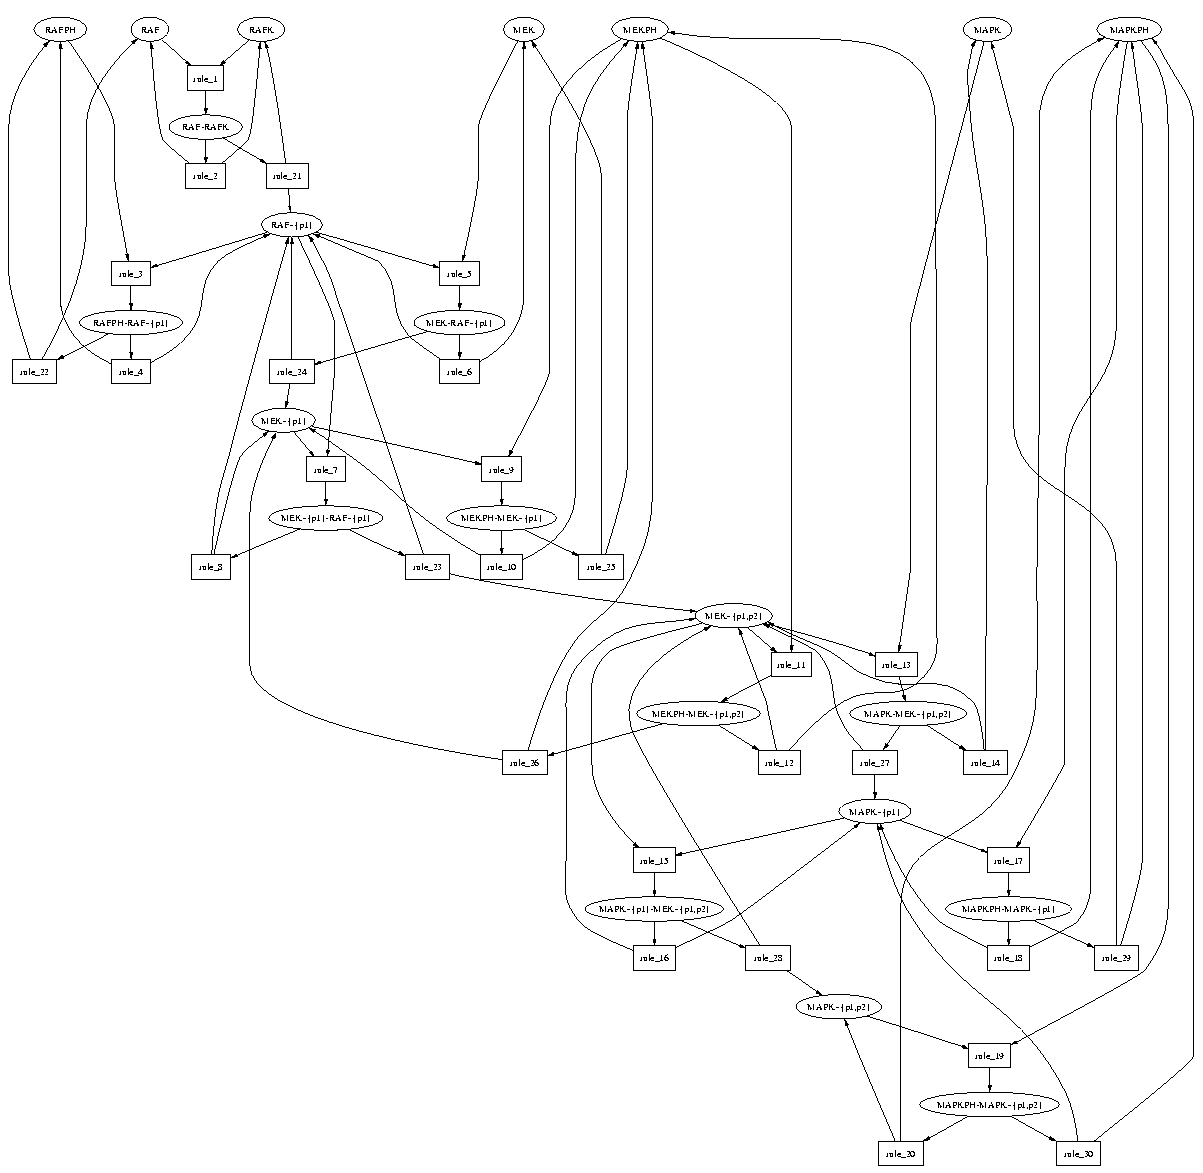 RAFPH RAF RAFK MEK MEKPH MAPK MAPKPH
rule_1
RAF-RAFK
rule_2 rule_21
RAF-{p1}
rule_3 rule_5
RAFPH-RAF-{p1} MEK-RAF-{p1}
rule_22 rule_4 rule_24 rule_6
MEK-{p1}
rule_7 rule_9
MEK-{p1}-RAF-{p1} MEKPH-MEK-{p1}
rule_8 rule_23 rule_10 rule_25
MEK-{p1,p2}
rule_11 rule_13
MEKPH-MEK-{p1,p2} MAPK-MEK-{p1,p2}
rule_26 rule_12 rule_27 rule_14
MAPK-{p1}
rule_15 rule_17
MAPK-{p1}-MEK-{p1,p2} MAPKPH-MAPK-{p1}
rule_16 rule_28 rule_18 rule_29
MAPK-{p1,p2}
rule_19
MAPKPH-MAPK-{p1,p2}
rule_20 rule_30